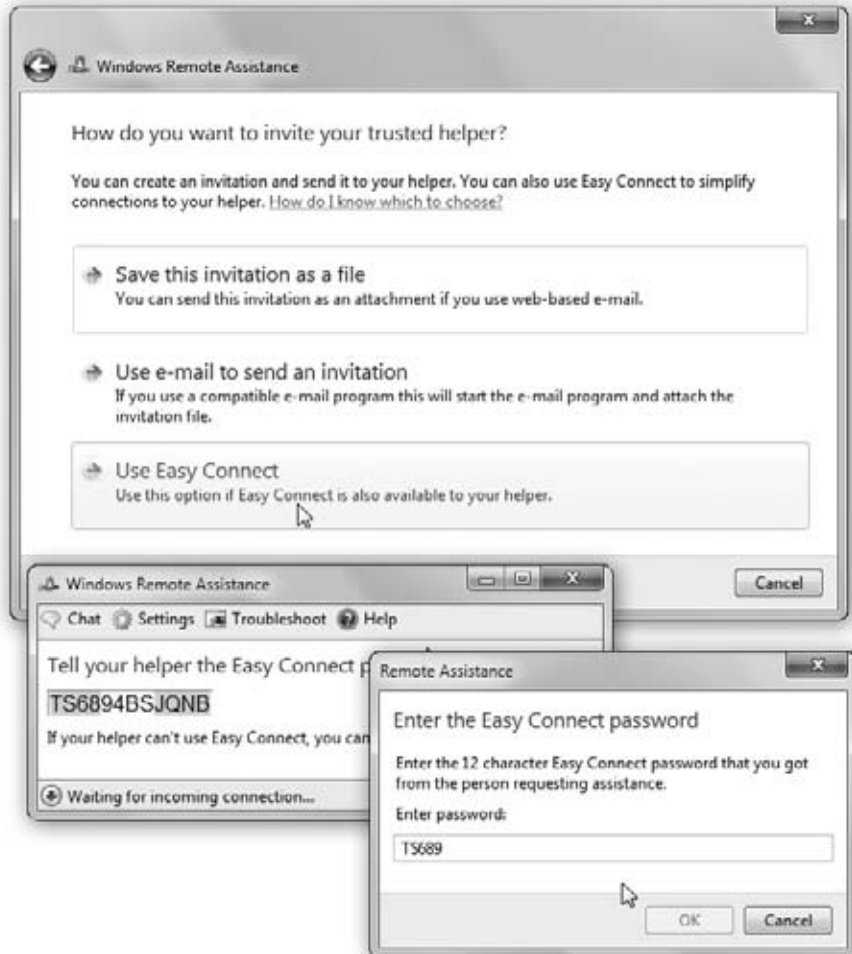 Windows Remote Assistance
How do you want to invite your trusted helper?
You can create an invitation and send it to your helper. You can also use Easy Connect to simplify
connections to your helper. How do I know which to choose?
Save this invitation as a file
You can send this invitation as an attachment if you use web-based e-mail.
Use e-mail to send an invitation
If you use a compatible e-mail program this will start the e-mail program and attach the
invitation file.
Use Easy Connect
Use this option if Easy Connect is also available to your helper.
Cancel
Windows Remote Assistance
Chat Settings Troubleshoot Help
Tell your helper the Easy Connect p
TS6894BSJQNB
If your helper can't use Easy Connect, you can
Waiting for incoming connection...
Remote Assistance
Enter the Easy Connect password
Enter the 12 character Easy Connect password that you got
from the person requesting assistance.
Enter password:
TS689
OK Cancel